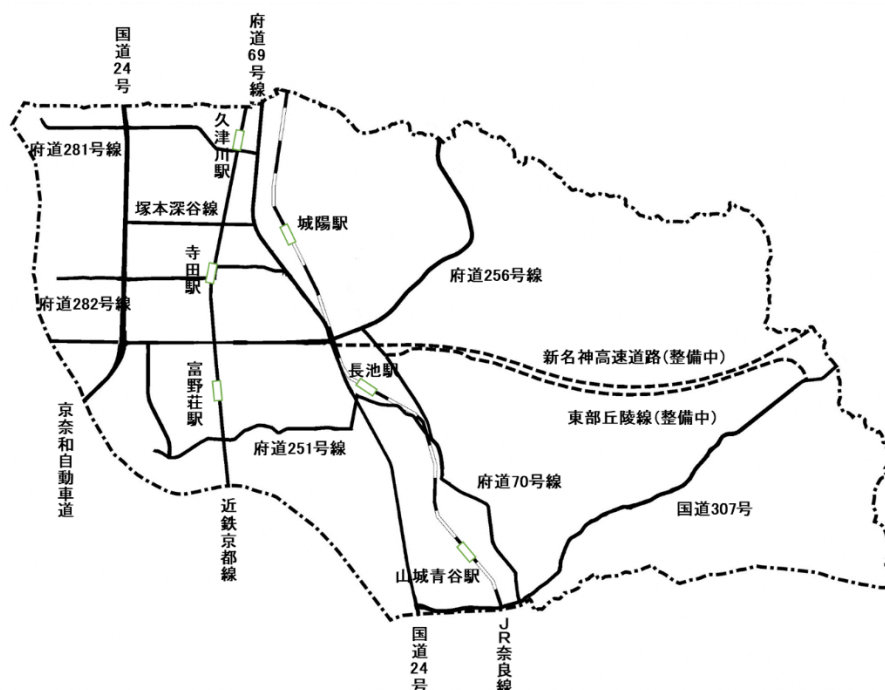 国道24号
府道69号線
久津川駅
府道281号線
塚本深谷線
城陽駅
寺田駅
府道256号線
府道282号線
新名神高速道路(整備中)
富野荘駅
長池駅
東部丘陵線(整備中)
京奈和自動車道
府道251号線
府道70号線
国道307号
近鉄京都線
山城青谷駅
国道24号
JR奈良線